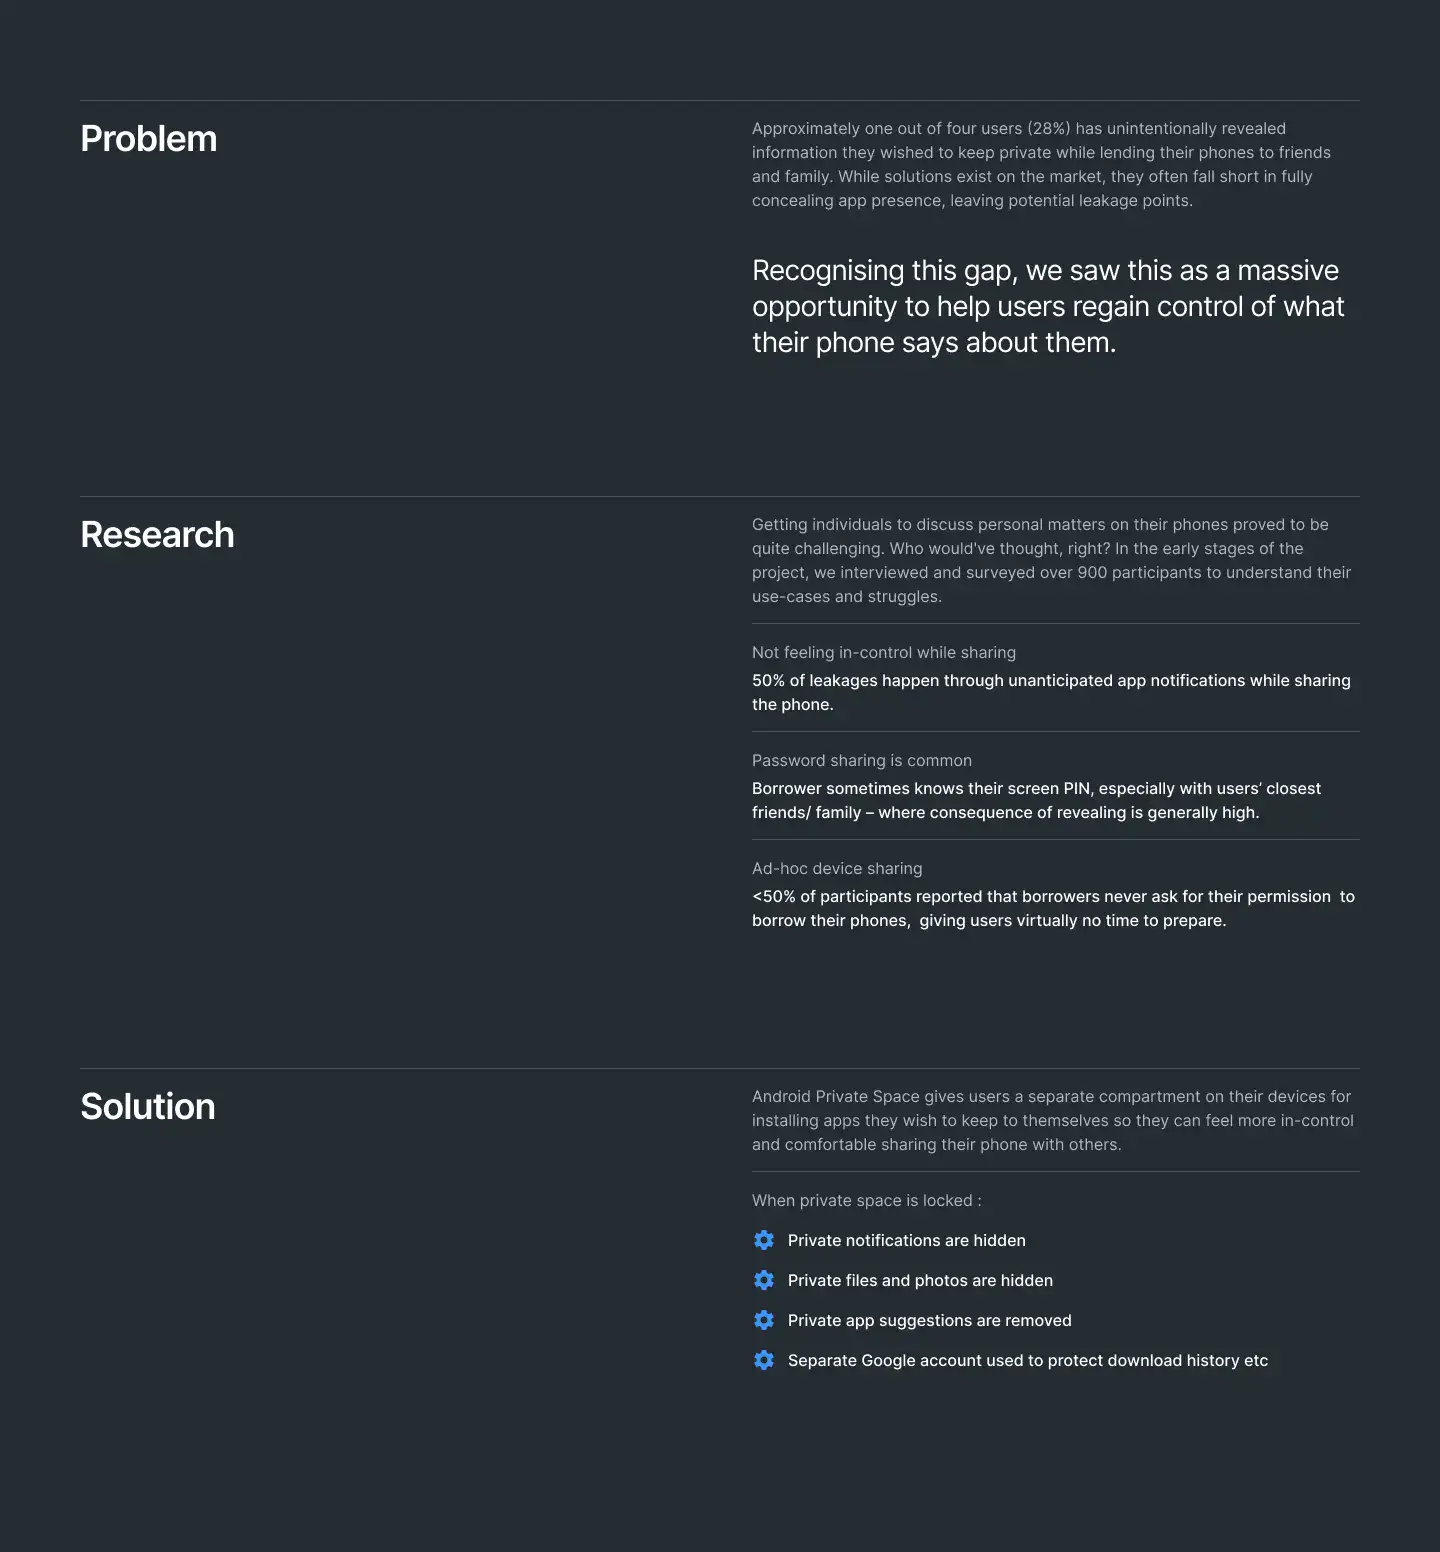 Problem
Approximately one out of four users (28%) has unintentionally revealed
information they wished to keep private while lending their phones to friends
and family. While solutions exist on the market, they often fall short in fully
concealing app presence, leaving potential leakage points.
Recognising this gap, we saw this as a massive
opportunity to help users regain control of what
their phone says about them.
Research
Getting individuals to discuss personal matters on their phones proved to be
quite challenging. Who would've thought, right? In the early stages of the
project, we interviewed and surveyed over 900 participants to understand their
use-cases and struggles.
Not feeling in-control while sharing
50% of leakages happen through unanticipated app notifications while sharing
the phone.
Password sharing is common
Borrower sometimes knows their screen PIN, especially with users’ closest
friends/ family – where consequence of revealing is generally high.
Ad-hoc device sharing
<50% of participants reported that borrowers never ask for their permission  to
borrow their phones,  giving users virtually no time to prepare.
Solution
Android Private Space gives users a separate compartment on their devices for
installing apps they wish to keep to themselves so they can feel more in-control
and comfortable sharing their phone with others.
When private space is locked :
Private notifications are hidden
Private files and photos are hidden
Private app suggestions are removed
Separate Google account used to protect download history etc